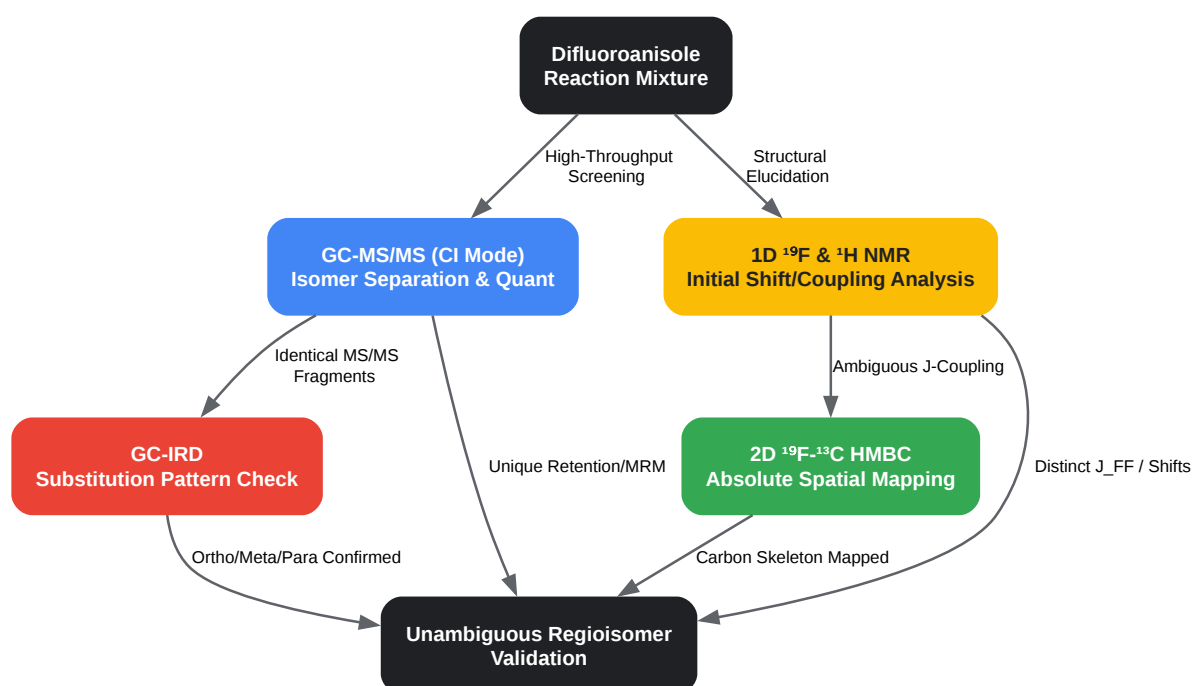 Difluoroanisole
Reaction Mixture
High-Throughput
Screening
Structural
Elucidation
GC-MS/MS (CI Mode)
Isomer Separation & Quant
1D ¹⁹F & ¹H NMR
Initial Shift/Coupling Analysis
Identical MS/MS
Fragments
Ambiguous J-Coupling
GC-IRD
Substitution Pattern Check
Unique Retention/MRM
2D ¹⁹F-¹³C HMBC
Absolute Spatial Mapping
Distinct J_FF / Shifts
Ortho/Meta/Para Confirmed
Carbon Skeleton Mapped
Unambiguous Regioisomer
Validation